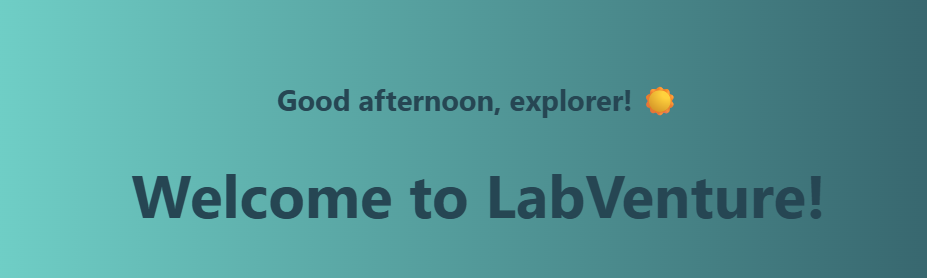 Good afternoon, explorer! ☀️
Welcome to LabVenture!